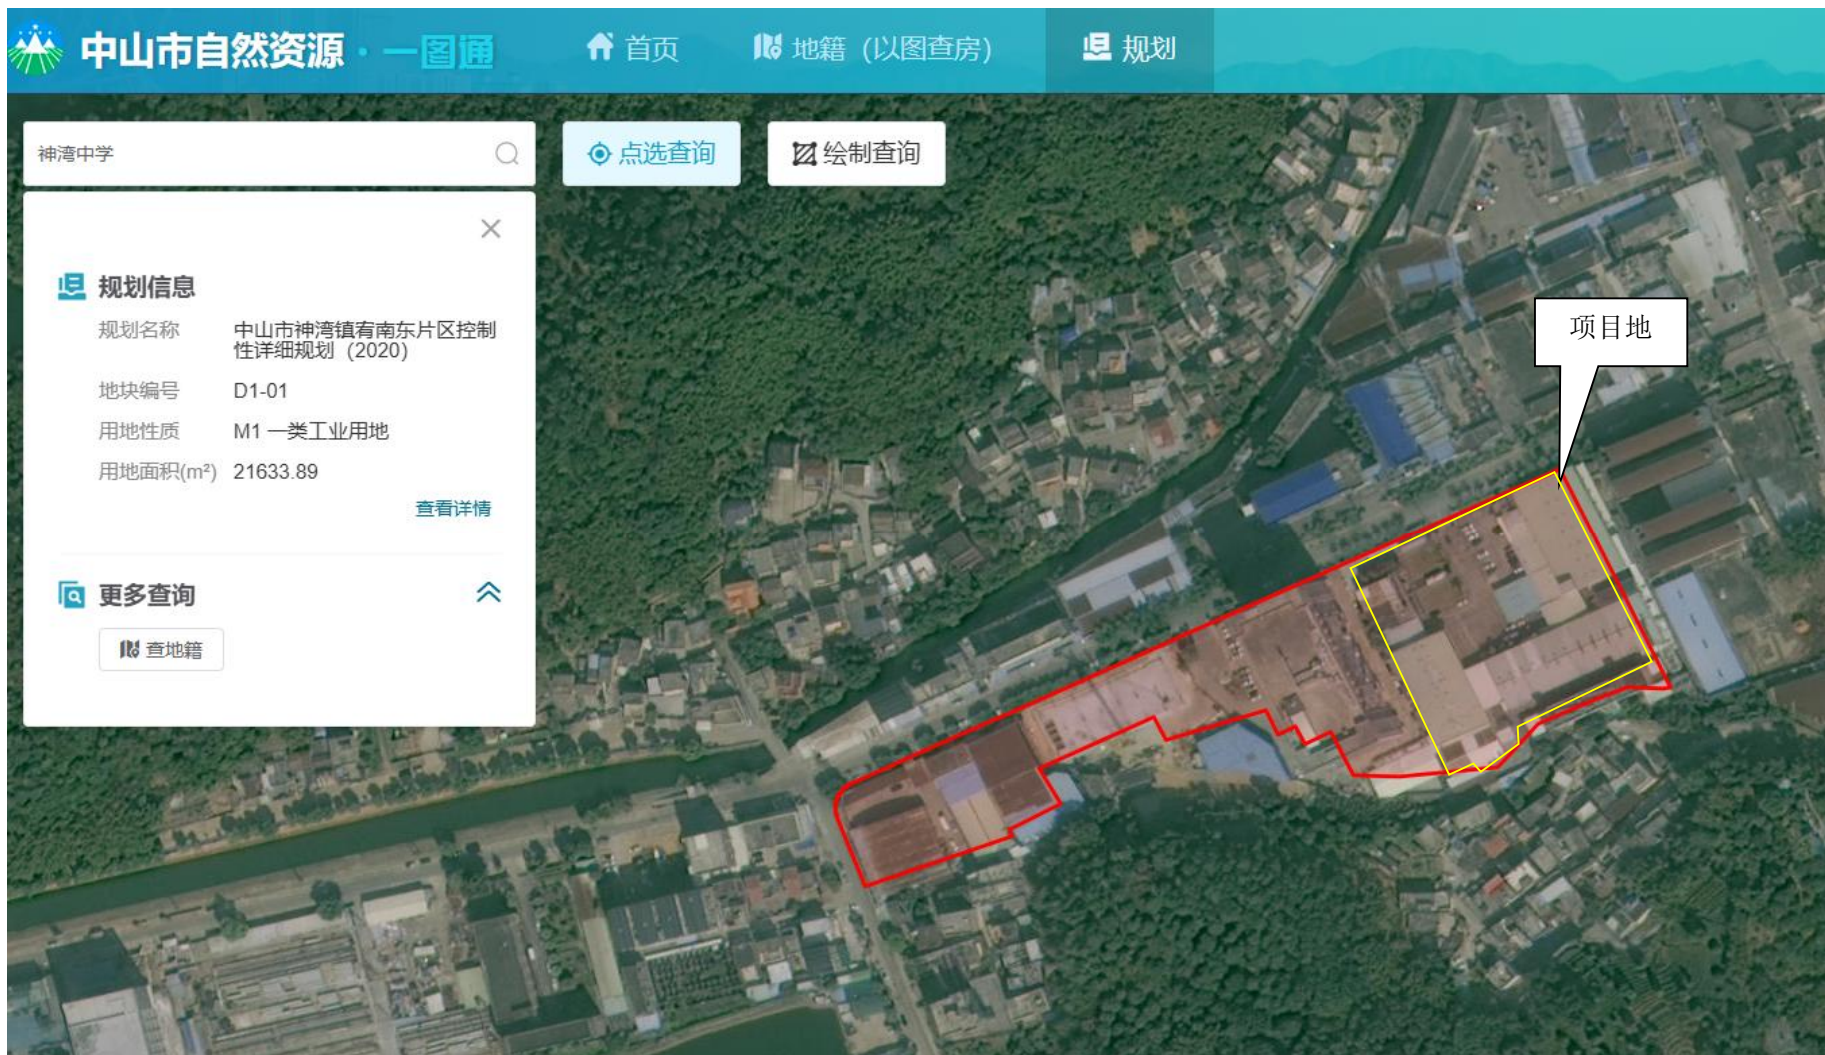 中山市自然资源·一图通
首页
地籍（以图查房）
规划
神湾中学
点选查询
绘制查询
规划信息
规划名称 中山市神湾镇宥南东片区控制
性详细规划（2020）
地块编号 D1-01
用地性质 M1 一类工业用地
用地面积(m²) 21633.89
查看详情
更多查询
查地籍
项目地